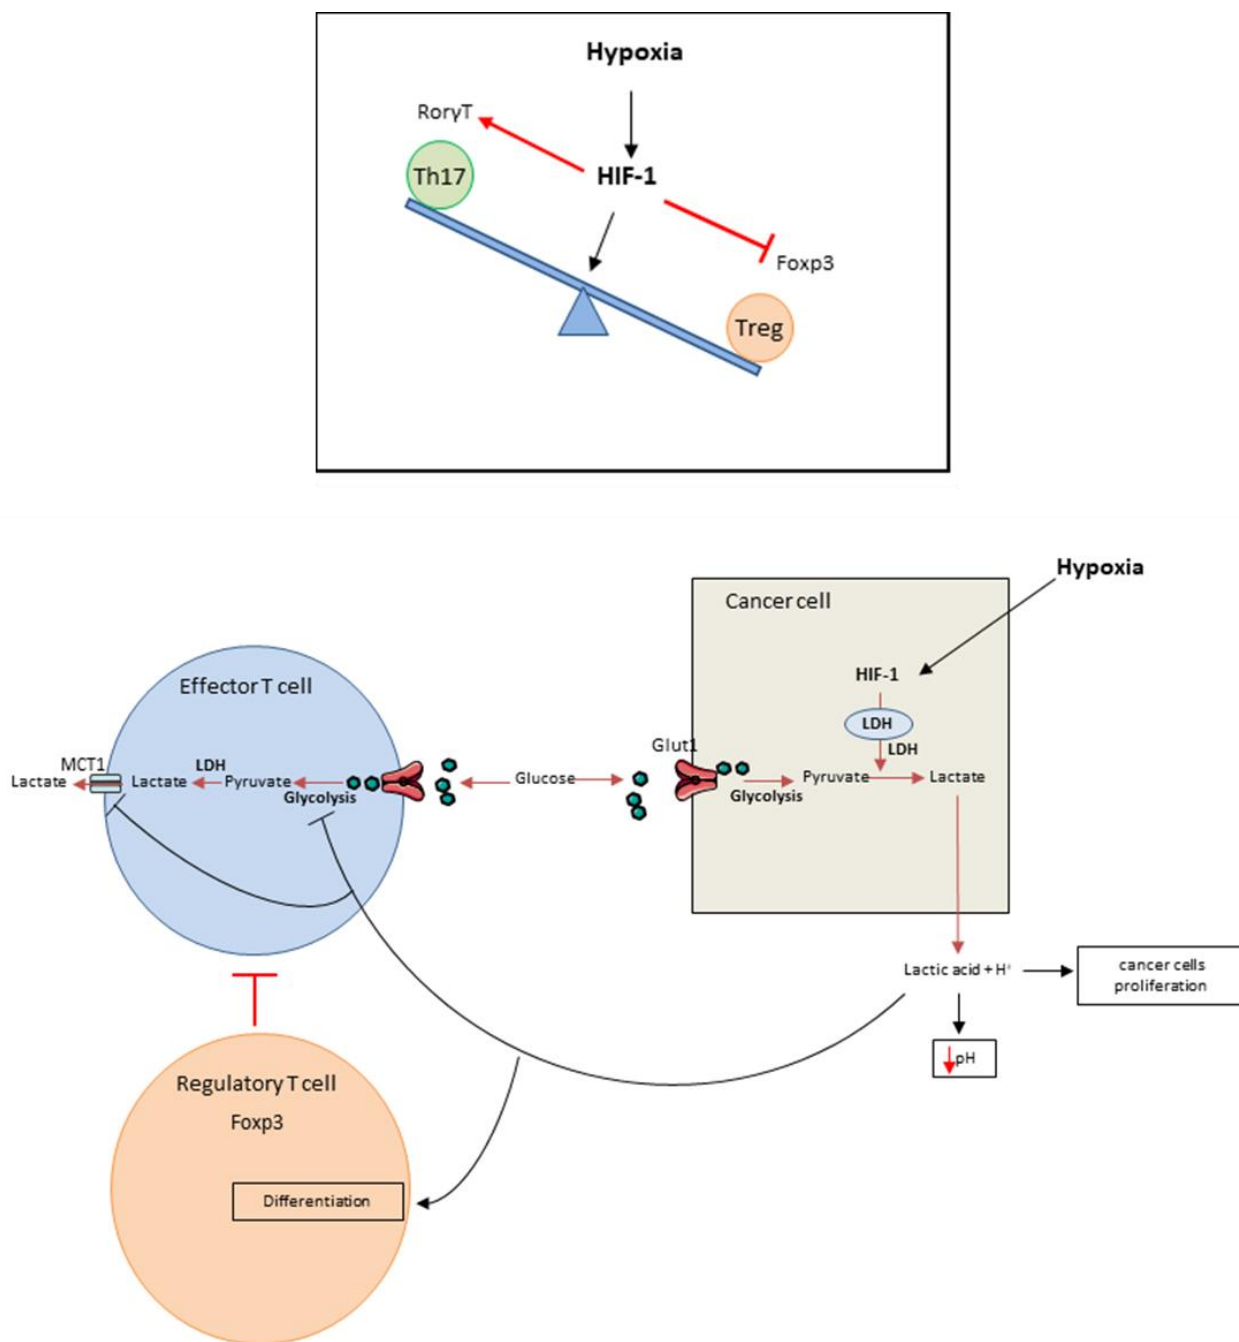 Hypoxia
RorγT
Th17
HIF-1
Foxp3
Treg
Hypoxia
Cancer cell
HIF-1
LDH
LDH
Effector T cell
Glut1
MCT1
LDH
Lactate
Lactate
Pyruvate
Glycolysis
Glucose
Pyruvate
Lactate
Glycolysis
Lactic acid + H⁺
cancer cells
proliferation
pH
Regulatory T cell
Foxp3
Differentiation